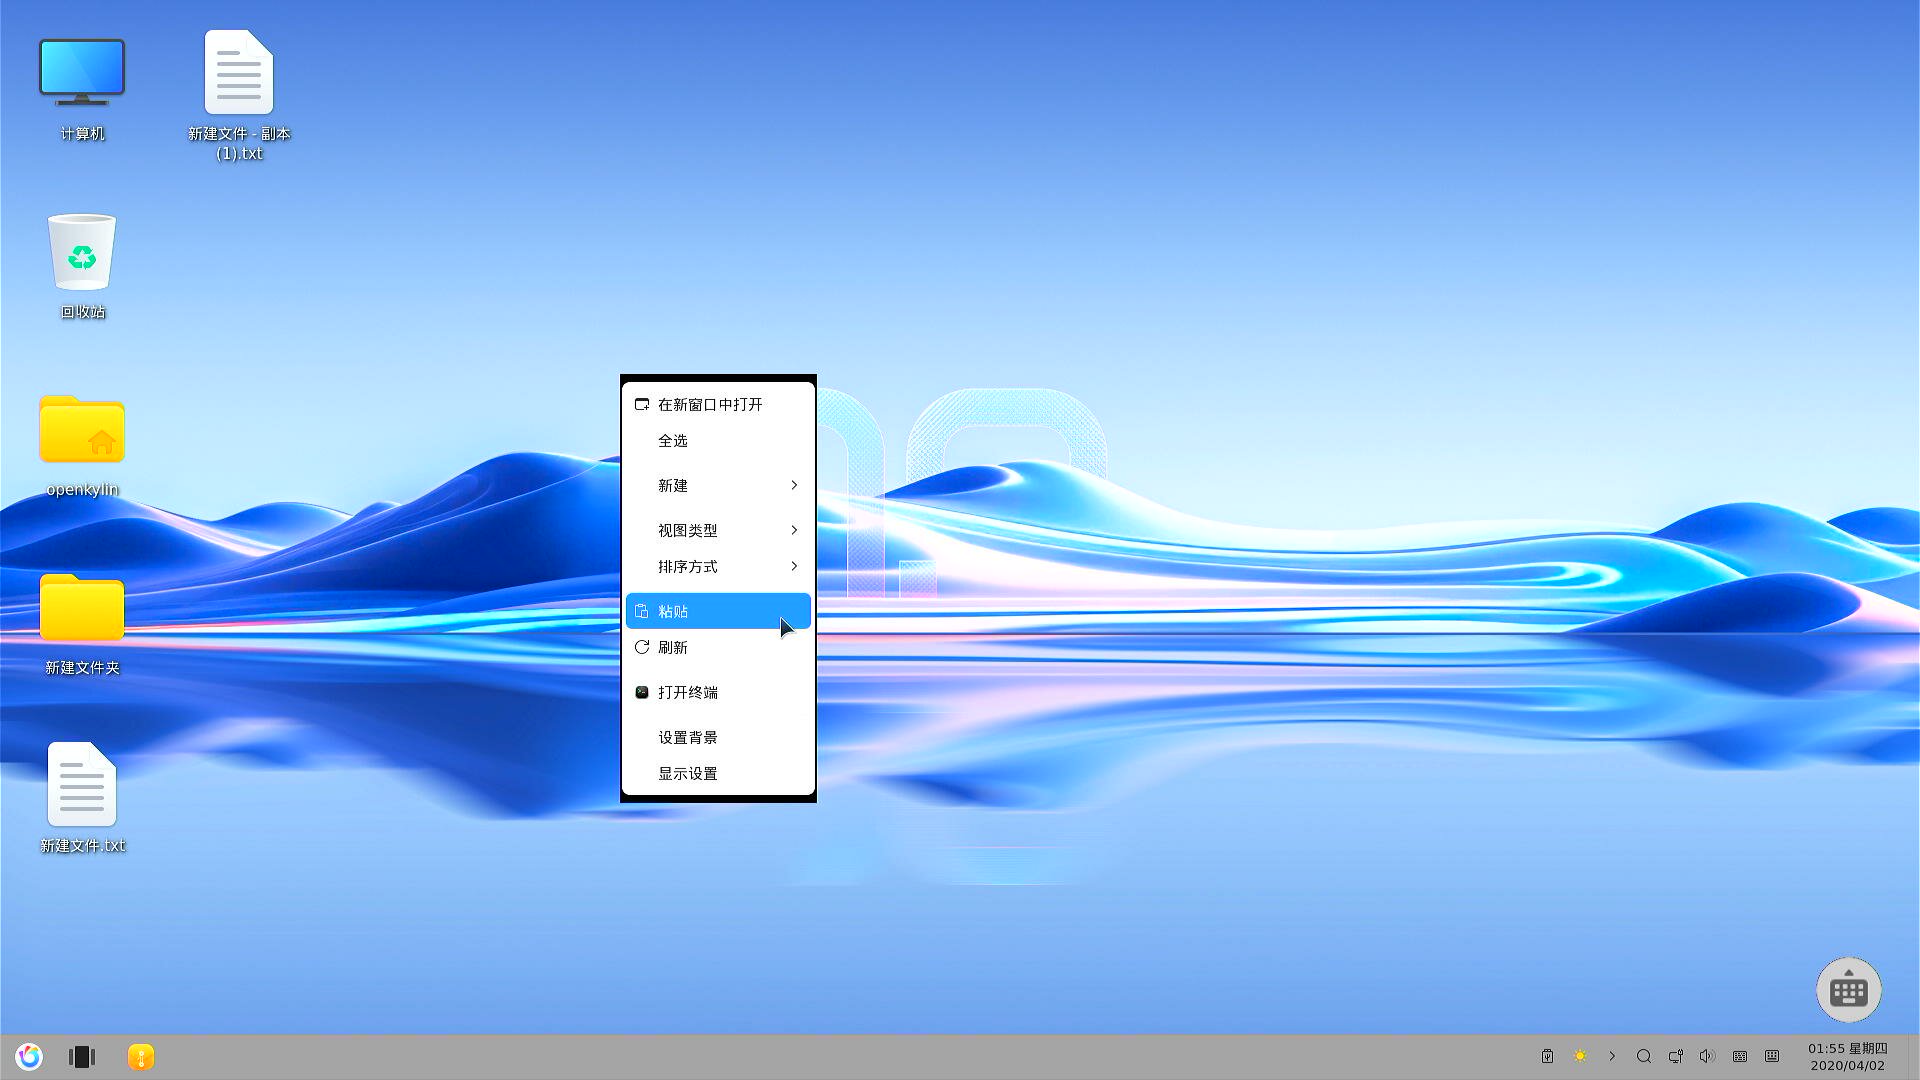 计算机
新建文件 - 副本
(1).txt
回收站
openkylin
新建文件夹
新建文件.txt
在新窗口中打开
全选
新建
视图类型
排序方式
粘贴
刷新
打开终端
设置背景
显示设置
01:55 星期四
2020/04/02